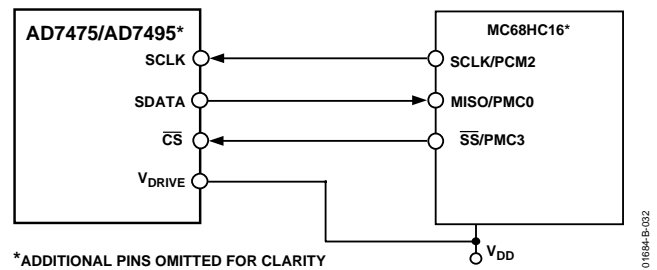 AD7475/AD7495*
SCLK
SDATA
CS
VDRIVE
MC68HC16*
SCLK/PCM2
MISO/PMC0
SS/PMC3
VDD
*ADDITIONAL PINS OMITTED FOR CLARITY
01684-B-032